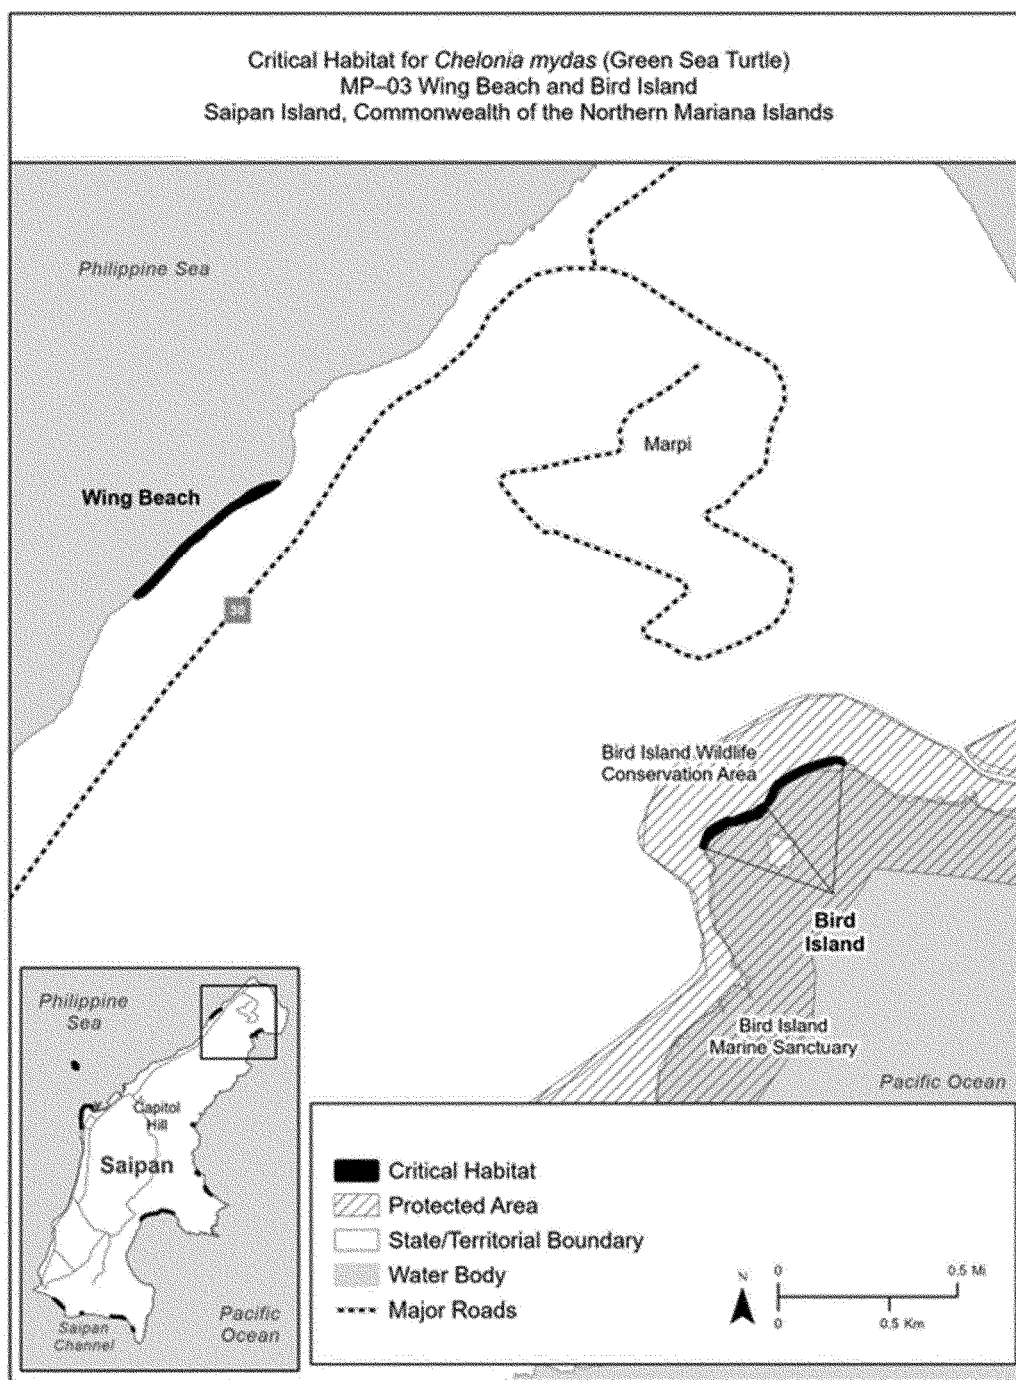 Critical Habitat for Chelonia mydas (Green Sea Turtle)
MP–03 Wing Beach and Bird Island
Saipan Island, Commonwealth of the Northern Mariana Islands
Philippine Sea
Marpi
Wing Beach
Bird Island Wildlife
Conservation Area
Bird
Island
Bird Island
Marine Sanctuary
Pacific Ocean
Philippine
Sea
Capitol
Hill
Saipan
Pacific
Ocean
Saipan
Channel
Critical Habitat
Protected Area
State/Territorial Boundary
Water Body
Major Roads
N
0
0.5 Mi
0
0.5 Km